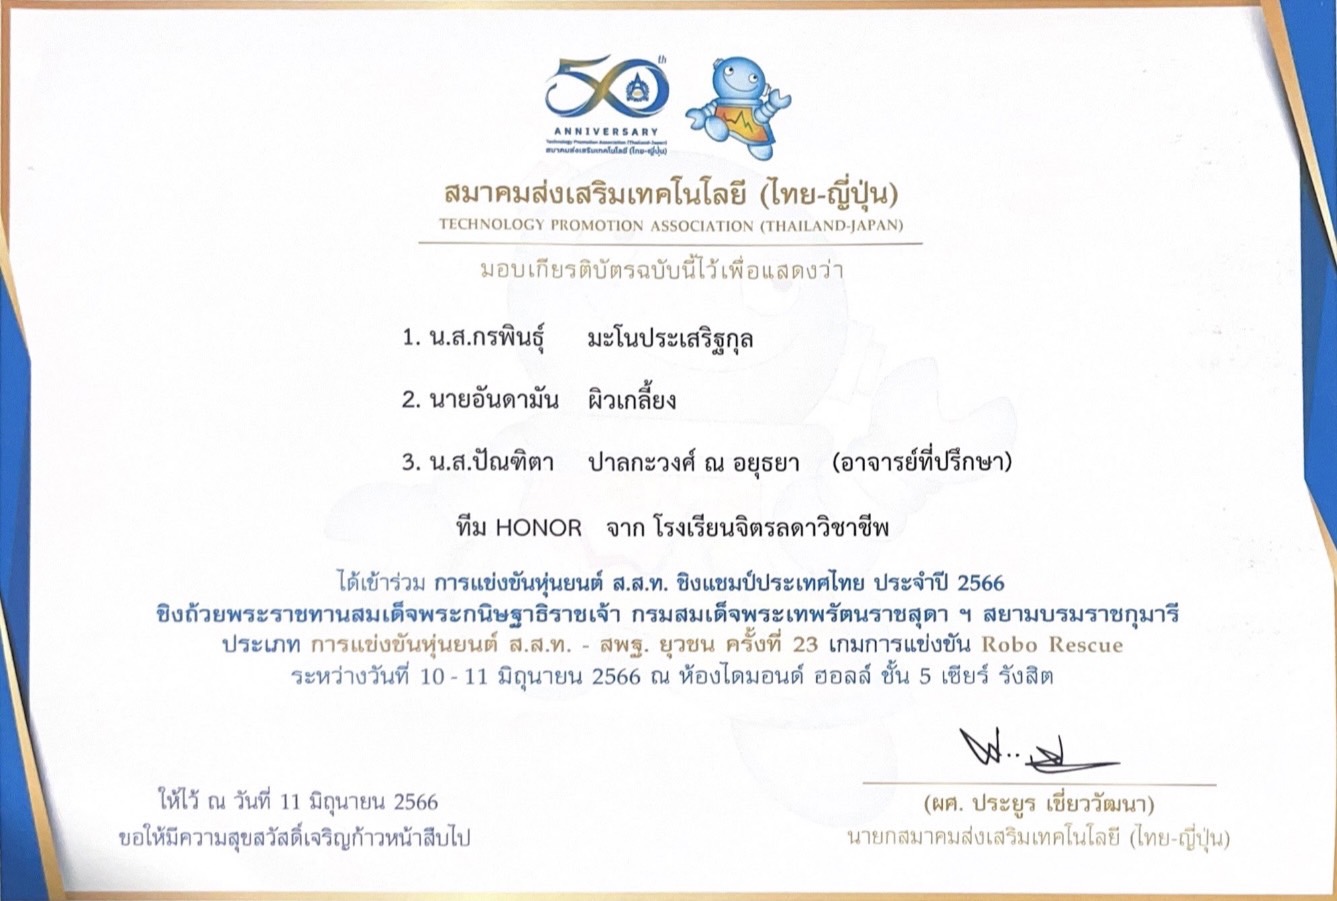 50th
ANNIVERSARY
Technology Promotion Association (Thailand-Japan)
สมาคมส่งเสริมเทคโนโลยี (ไทย-ญี่ปุ่น)
สมาคมส่งเสริมเทคโนโลยี (ไทย-ญี่ปุ่น)
TECHNOLOGY PROMOTION ASSOCIATION (THAILAND-JAPAN)
มอบเกียรติบัตรฉบับนี้ไว้เพื่อแสดงว่า
1. น.ส.กรพินธุ์ มะโนประเสริฐกุล
2. นายอันดามัน ผิวเกลี้ยง
3. น.ส.ปัณฑิตา ปาลกะวงศ์ ณ อยุธยา (อาจารย์ที่ปรึกษา)
ทีม HONOR จาก โรงเรียนจิตรลดาวิชาชีพ
ได้เข้าร่วม การแข่งขันหุ่นยนต์ ส.ส.ท. ชิงแชมป์ประเทศไทย ประจำปี 2566
ชิงถ้วยพระราชทานสมเด็จพระกนิษฐาธิราชเจ้า กรมสมเด็จพระเทพรัตนราชสุดา ฯ สยามบรมราชกุมารี
ประเภท การแข่งขันหุ่นยนต์ ส.ส.ท. - สพฐ. ยุวชน ครั้งที่ 23 เกมการแข่งขัน Robo Rescue
ระหว่างวันที่ 10 - 11 มิถุนายน 2566 ณ ห้องไดมอนด์ ฮอลล์ ชั้น 5 เซียร์ รังสิต
ให้ไว้ ณ วันที่ 11 มิถุนายน 2566
ขอให้มีความสุขสวัสดิ์เจริญก้าวหน้าสืบไป
(ผศ. ประยูร เชี่ยววัฒนา)
นายกสมาคมส่งเสริมเทคโนโลยี (ไทย-ญี่ปุ่น)